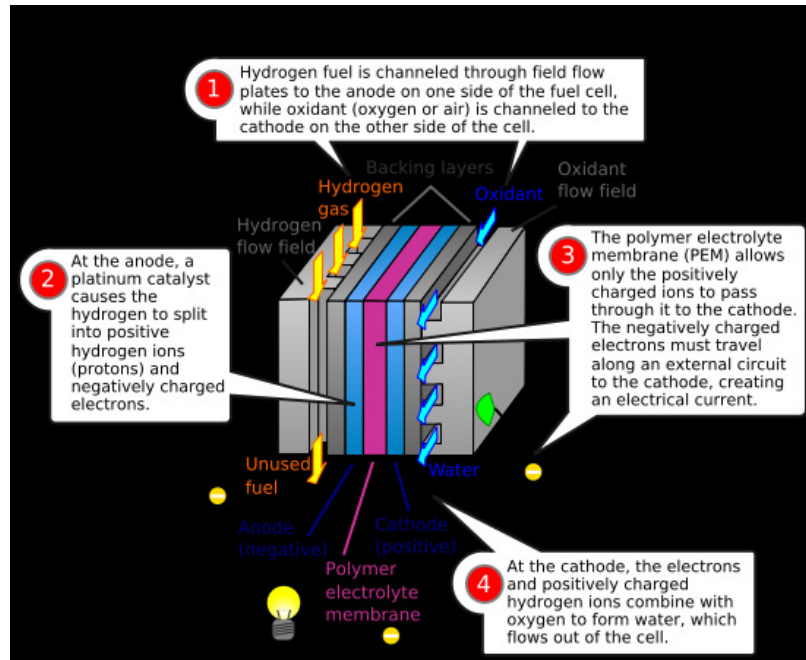 1
Hydrogen fuel is channeled through field flow
plates to the anode on one side of the fuel cell,
while oxidant (oxygen or air) is channeled to the
cathode on the other side of the cell.
Backing layers
Oxidant
flow field
Hydrogen
gas
Oxidant
Hydrogen
flow field
2
At the anode, a
platinum catalyst
causes the
hydrogen to split
into positive
hydrogen ions
(protons) and
negatively charged
electrons.
3
The polymer electrolyte
membrane (PEM) allows
only the positively
charged ions to pass
through it to the cathode.
The negatively charged
electrons must travel
along an external circuit
to the cathode, creating
an electrical current.
Unused
fuel
Water
Anode
(negative)
Cathode
(positive)
Polymer
electrolyte
membrane
4
At the cathode, the electrons
and positively charged
hydrogen ions combine with
oxygen to form water, which
flows out of the cell.